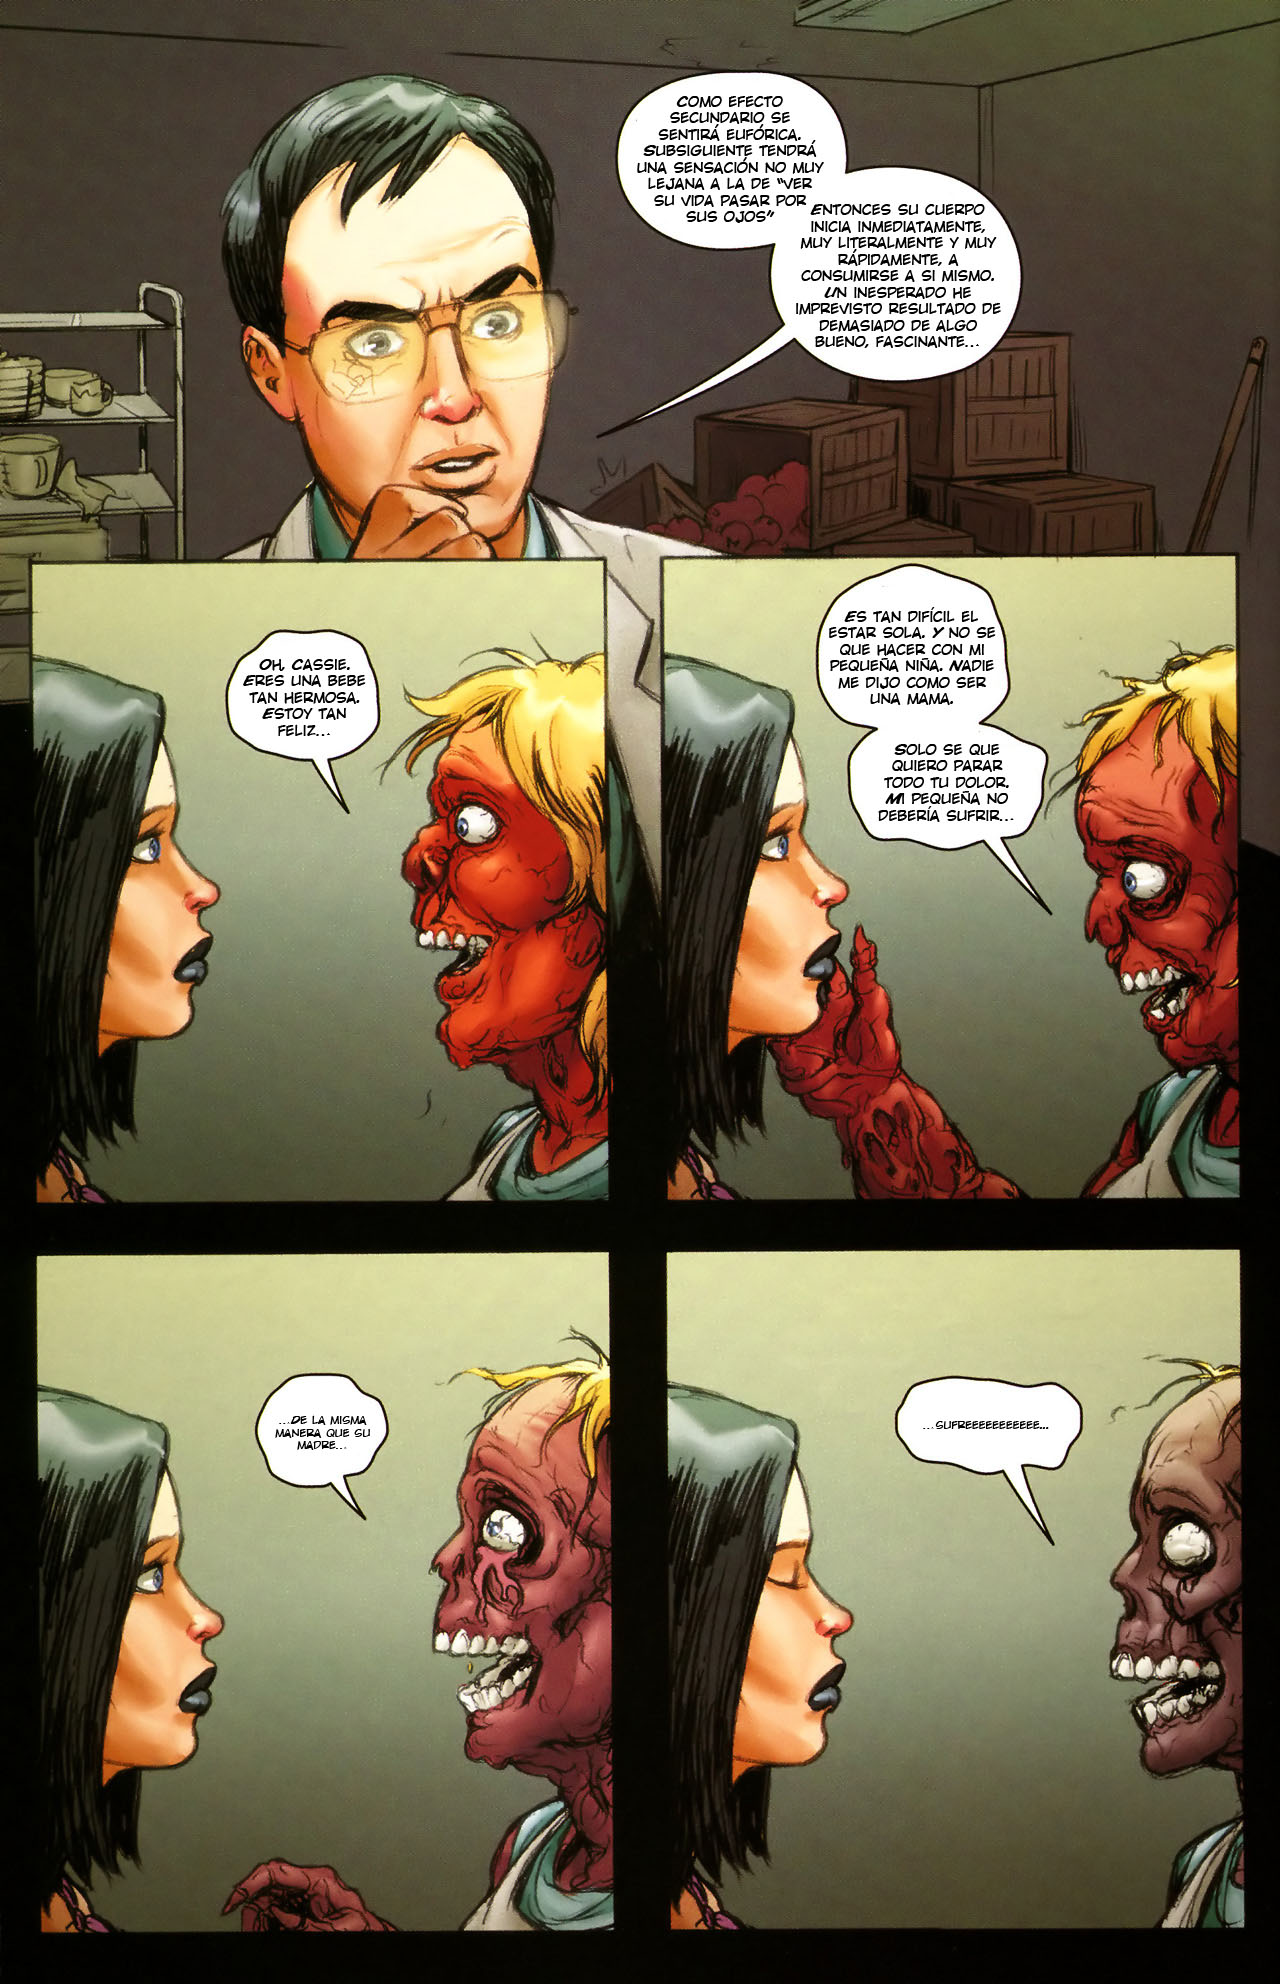 COMO EFECTO
SECUNDARIO SE
SENTIRÁ EUFÓRICA.
SUBSIGUIENTE TENDRÁ
UNA SENSACIÓN NO MUY
LEJANA A LA DE "VER
SU VIDA PASAR POR
SUS OJOS"
ENTONCES SU CUERPO
INICIA INMEDIATAMENTE,
MUY LITERALMENTE Y MUY
RÁPIDAMENTE, A
CONSUMIRSE A SI MISMO.
UN INESPERADO HE
IMPREVISTO RESULTADO DE
DEMASIADO DE ALGO
BUENO, FASCINANTE...
OH, CASSIE.
ERES UNA BEBE
TAN HERMOSA.
ESTOY TAN
FELIZ...
ES TAN DIFÍCIL EL
ESTAR SOLA. Y NO SE
QUE HACER CON MI
PEQUEÑA NIÑA. NADIE
ME DIJO COMO SER
UNA MAMA.
SOLO SE QUE
QUIERO PARAR
TODO TU DOLOR.
MI PEQUEÑA NO
DEBERÍA SUFRIR...
...DE LA MISMA
MANERA QUE SU
MADRE...
...SUFREEEEEEEEEEEE...